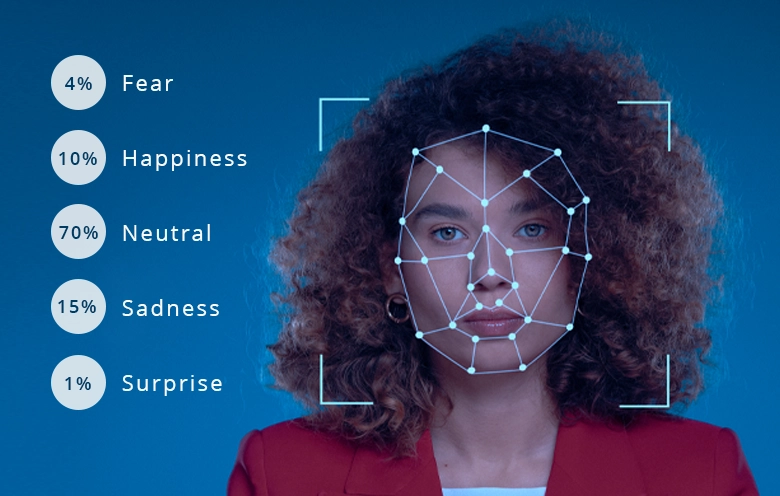 4% Fear
10% Happiness
70% Neutral
15% Sadness
1% Surprise